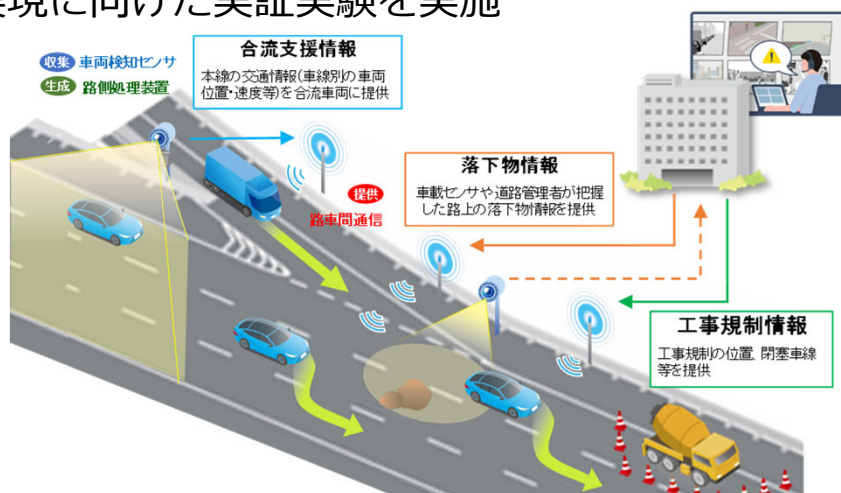 実現に向けた実証実験を実施
収集 車両検知センサ
生成 路側処理装置
合流支援情報
本線の交通情報(車線別の車両
位置・速度等)を合流車両に提供
提供
路車間通信
落下物情報
車載センサや道路管理者が把握
した路上の落下物情報を提供
工事規制情報
工事規制の位置、閉塞車線
等を提供